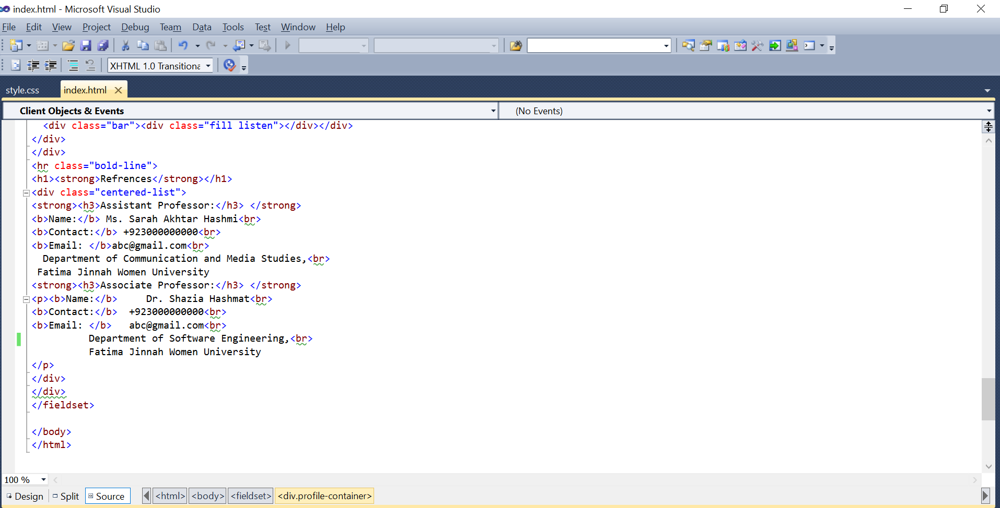 index.html - Microsoft Visual Studio
File Edit View Project Debug Team Data Tools Test Window Help
XHTML 1.0 Transitiona
style.css index.html
Client Objects & Events (No Events)
<div class="bar"><div class="fill listen"></div></div>
</div>
</div>
<hr class="bold-line">
<h1><strong>Refrences</strong></h1>
<div class="centered-list">
<strong><h3>Assistant Professor:</h3> </strong>
<b>Name:</b> Ms. Sarah Akhtar Hashmi<br>
<b>Contact:</b> +923000000000<br>
<b>Email: </b>abc@gmail.com<br>
Department of Communication and Media Studies,<br>
Fatima Jinnah Women University
<strong><h3>Associate Professor:</h3> </strong>
<p><b>Name:</b> Dr. Shazia Hashmat<br>
<b>Contact:</b> +923000000000<br>
<b>Email: </b> abc@gmail.com<br>
Department of Software Engineering,<br>
Fatima Jinnah Women University
</p>
</div>
</div>
</fieldset>
</body>
</html>
100 %
Design Split Source <html> <body> <fieldset> <div.profile-container>